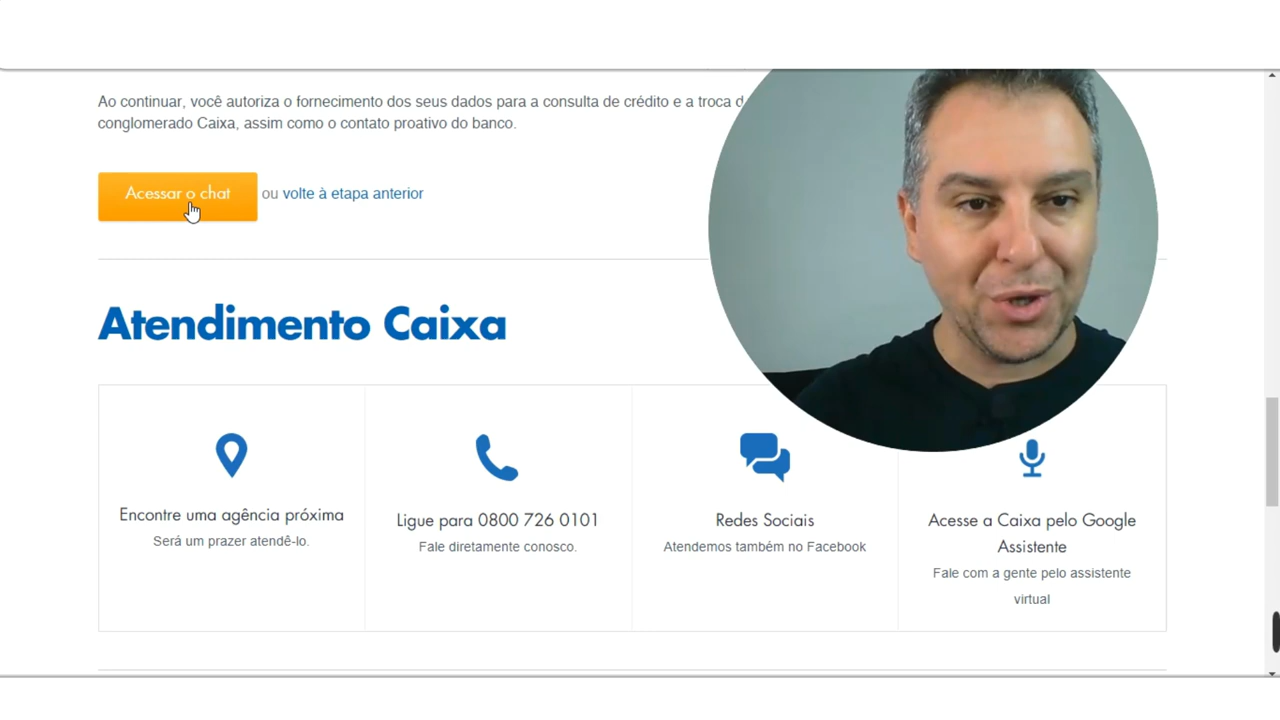 Ao continuar, você autoriza o fornecimento dos seus dados para a consulta de crédito e a troca
conglomerado Caixa, assim como o contato proativo do banco.
Acessar o chat ou volte à etapa anterior
Atendimento Caixa
Encontre uma agência próxima
Será um prazer atendê-lo.
Ligue para 0800 726 0101
Fale diretamente conosco.
Redes Sociais
Atendemos também no Facebook
Acesse a Caixa pelo Google
Assistente
Fale com a gente pelo assistente
virtual